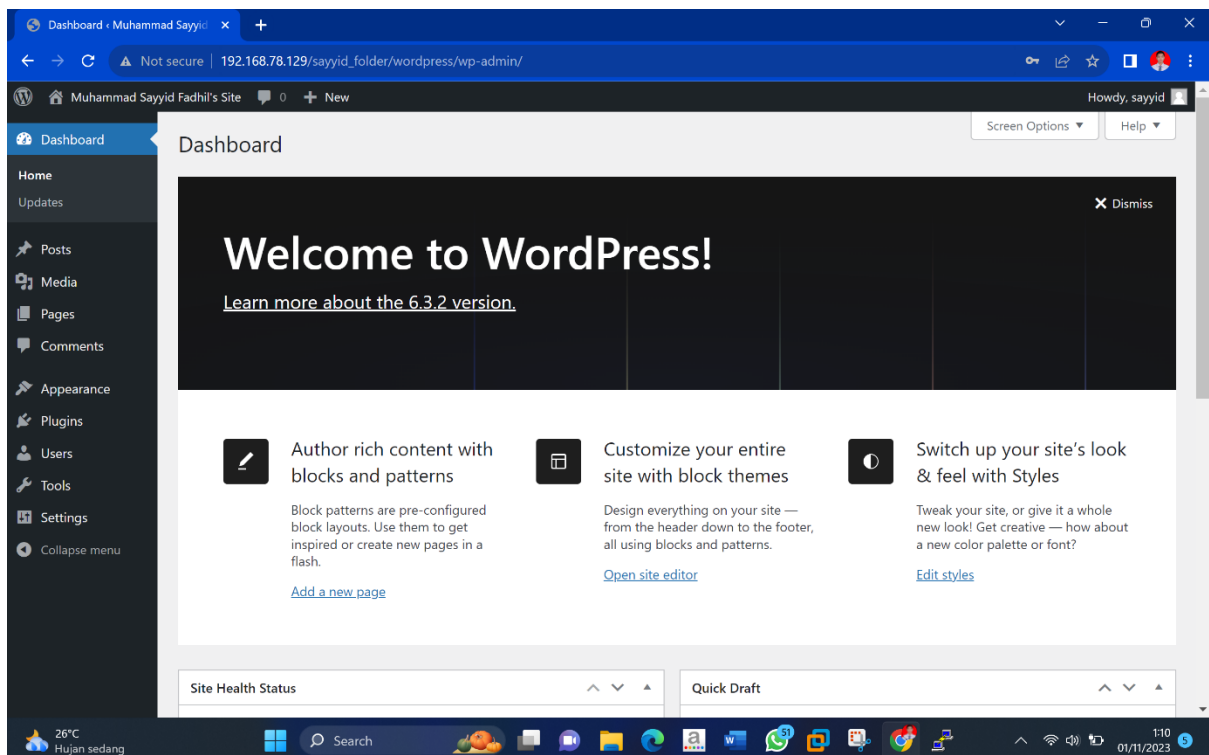 Dashboard ‹ Muhammad Sayyid
Not secure 192.168.78.129/sayyid_folder/wordpress/wp-admin/
Muhammad Sayyid Fadhil's Site 0 New Howdy, sayyid
Dashboard
Home
Updates
Posts
Media
Pages
Comments
Appearance
Plugins
Users
Tools
Settings
Collapse menu
Screen Options Help
Dashboard
Dismiss
Welcome to WordPress!
Learn more about the 6.3.2 version.
Author rich content with
blocks and patterns
Block patterns are pre-configured
block layouts. Use them to get
inspired or create new pages in a
flash.
Add a new page
Customize your entire
site with block themes
Design everything on your site —
from the header down to the footer,
all using blocks and patterns.
Open site editor
Switch up your site's look
& feel with Styles
Tweak your site, or give it a whole
new look! Get creative — how about
a new color palette or font?
Edit styles
Site Health Status
Quick Draft
26°C
Hujan sedang
Search
a
W
51
1:10
01/11/2023
5